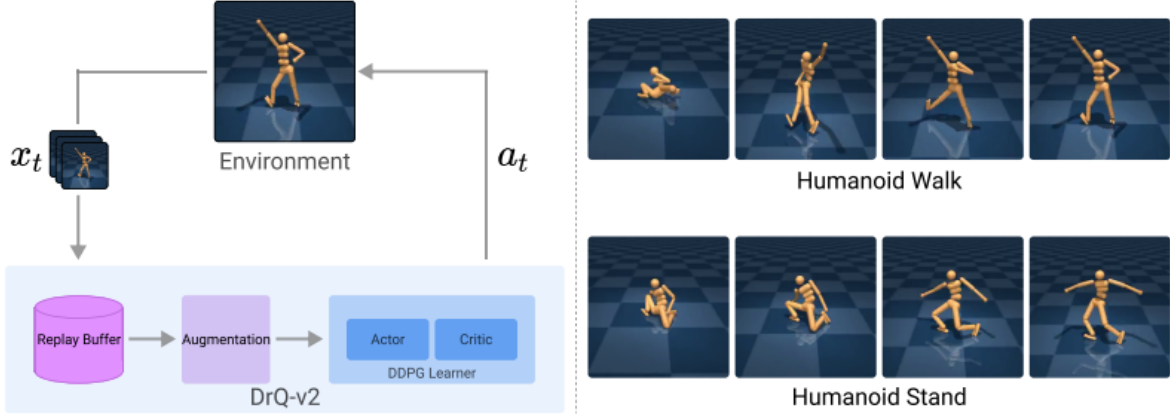 x_t
Environment
a_t
Replay Buffer
Augmentation
Actor
Critic
DDPG Learner
DrQ-v2
Humanoid Walk
Humanoid Stand